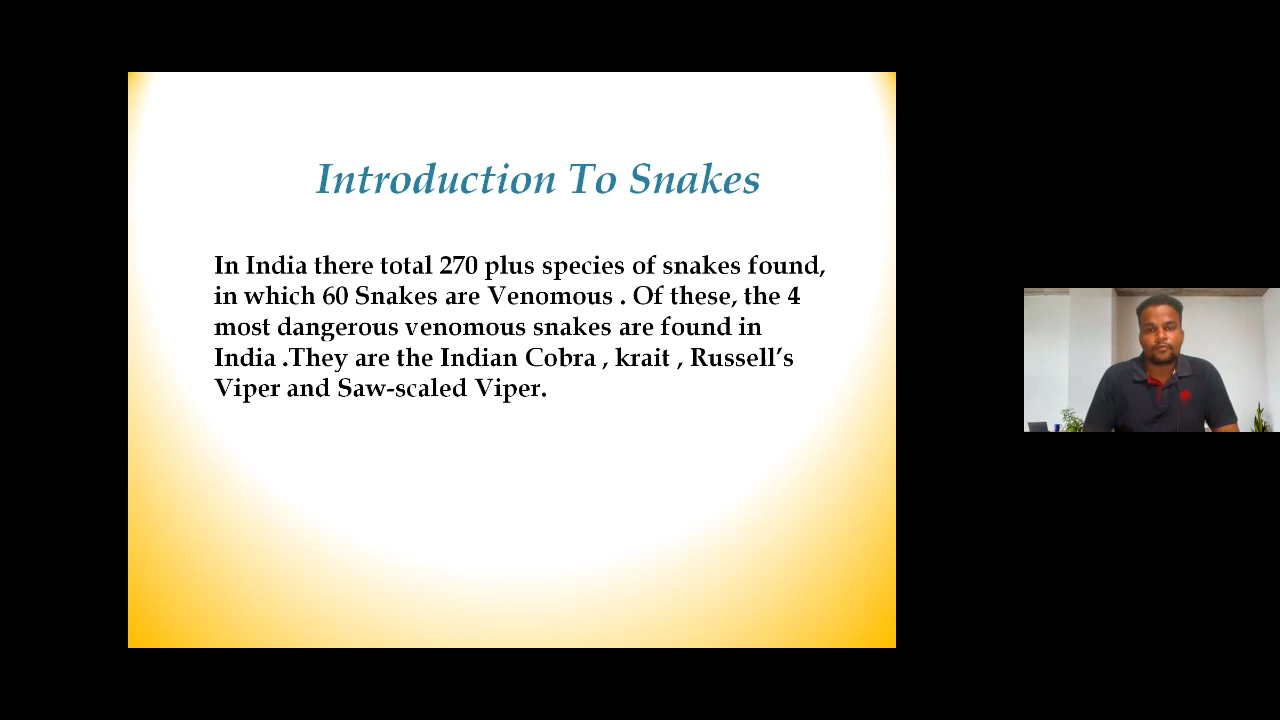 Introduction To Snakes
In India there total 270 plus species of snakes found,
in which 60 Snakes are Venomous . Of these, the 4
most dangerous venomous snakes are found in
India .They are the Indian Cobra , krait , Russell’s
Viper and Saw-scaled Viper.